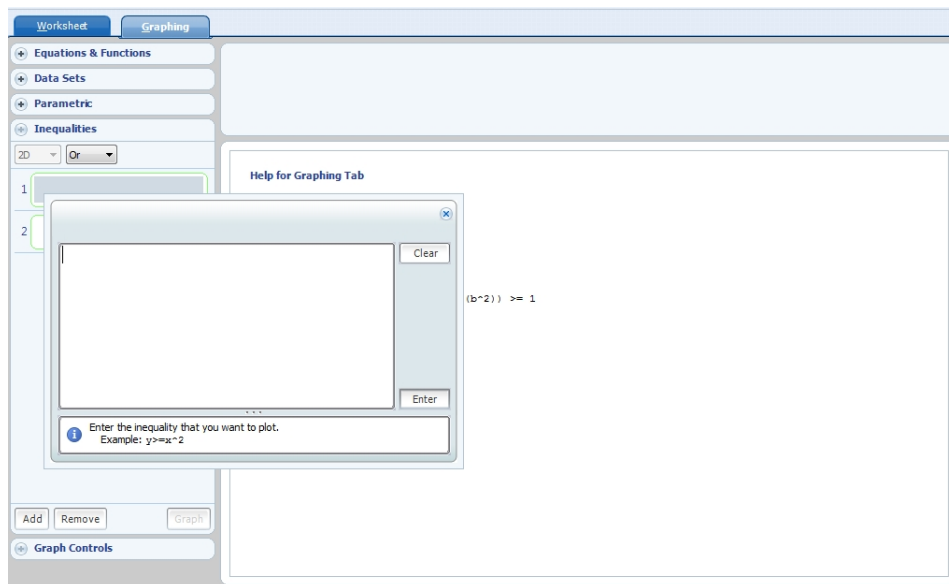 Worksheet
Graphing
Equations & Functions
Data Sets
Parametric
Inequalities
2D
Or
Help for Graphing Tab
1
2
Clear
(b^2)) >= 1
Enter
Enter the inequality that you want to plot.
Example: y>=x^2
Add
Remove
Graph
Graph Controls